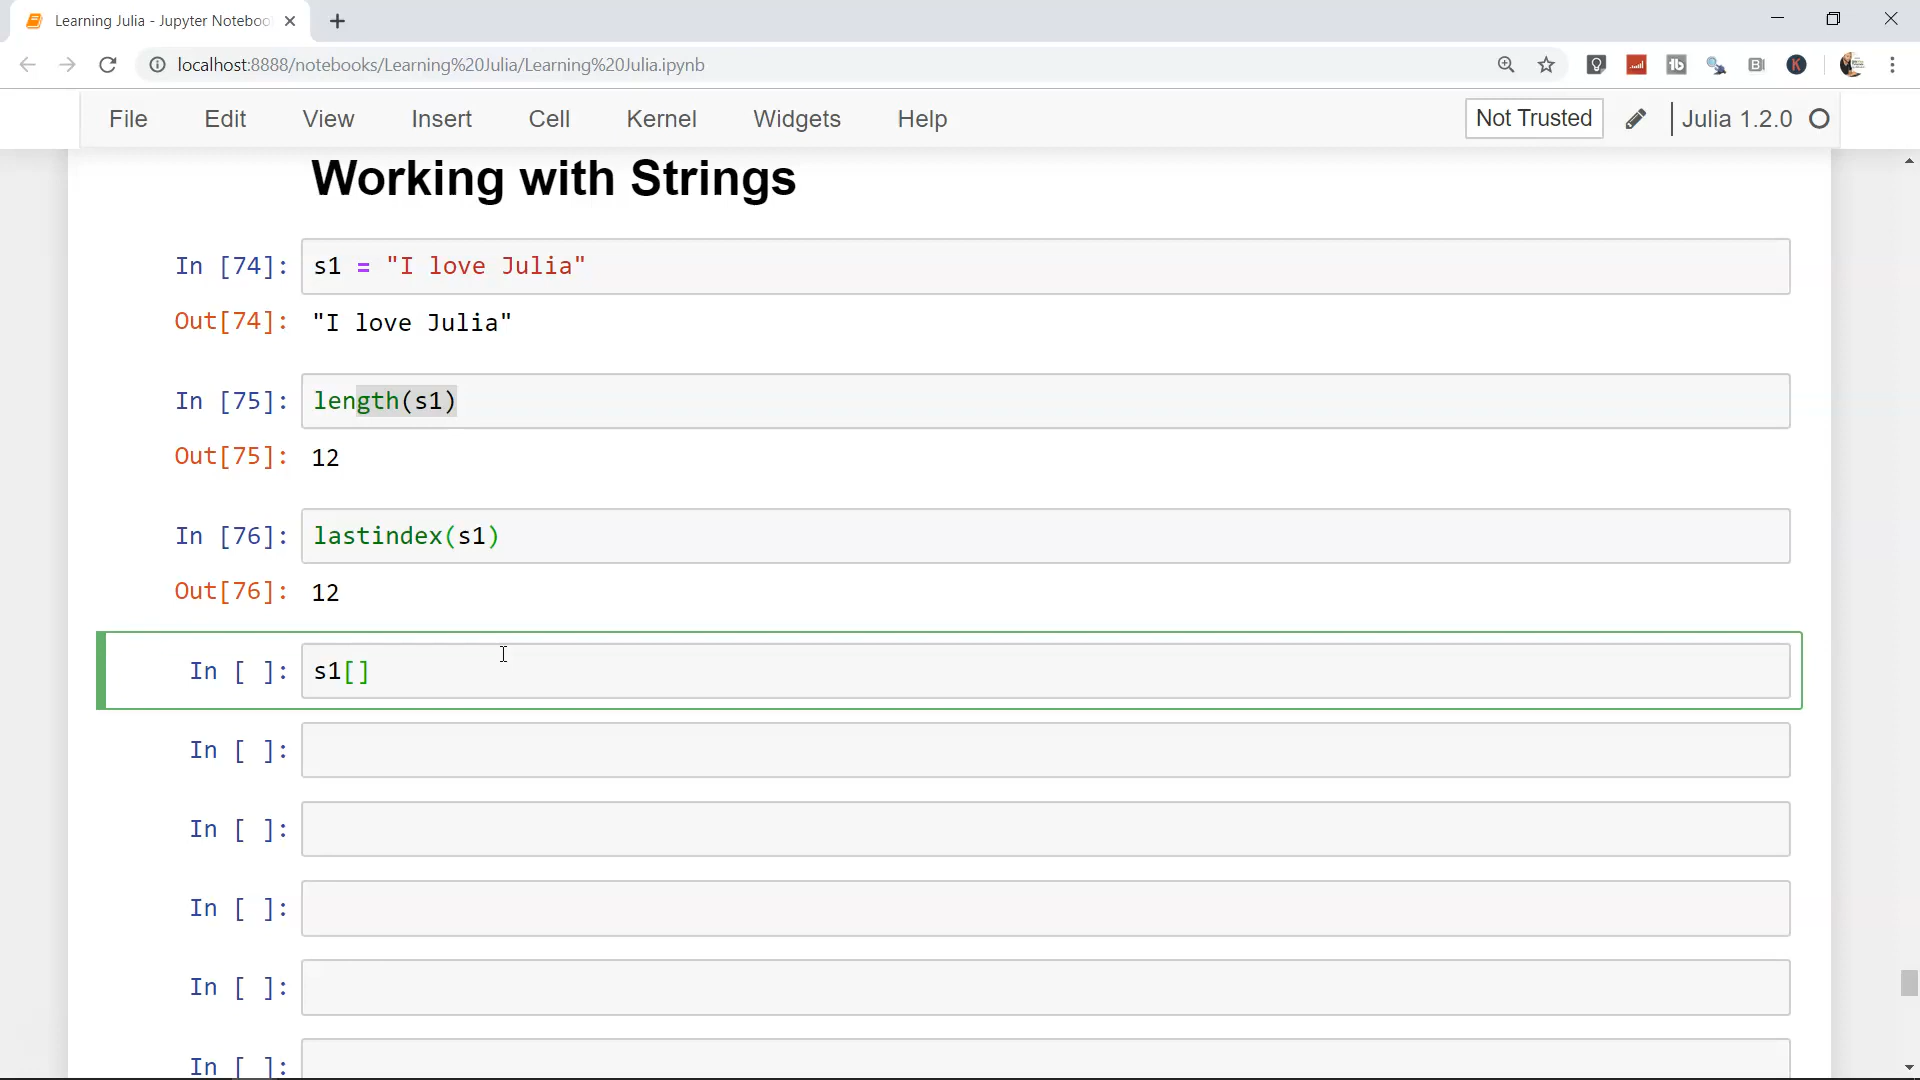 Learning Julia - Jupyter Noteboo
localhost:8888/notebooks/Learning%20Julia/Learning%20Julia.ipynb
File Edit View Insert Cell Kernel Widgets Help Not Trusted Julia 1.2.0
Working with Strings
In [74]: s1 = "I love Julia"
Out[74]: "I love Julia"
In [75]: length(s1)
Out[75]: 12
In [76]: lastindex(s1)
Out[76]: 12
In [ ]: s1[]
In [ ]:
In [ ]:
In [ ]:
In [ ]:
In [ ]: